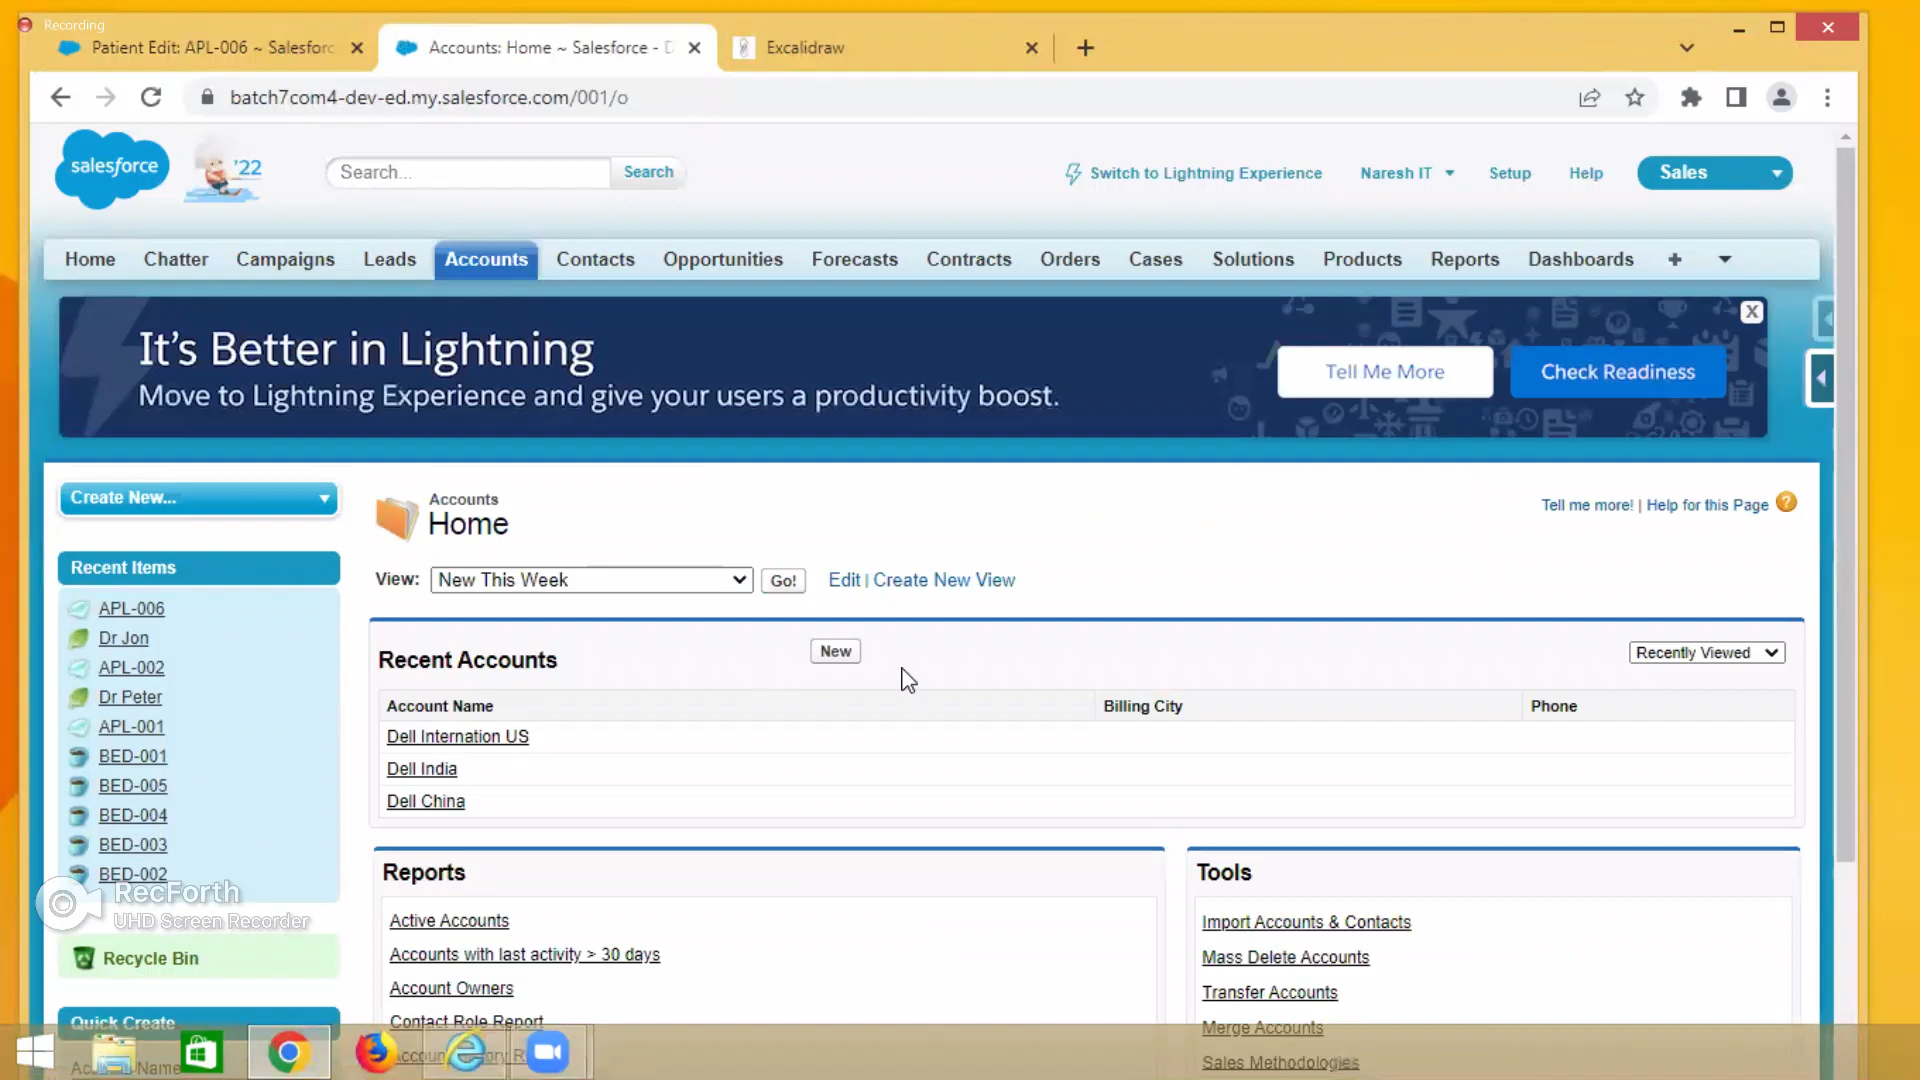 Recording
Patient Edit: APL-006 ~ Salesforc
Accounts: Home ~ Salesforce - D
Excalidraw
batch7com4-dev-ed.my.salesforce.com/001/o
salesforce
'22
Search...
Search
Switch to Lightning Experience
Naresh IT
Setup
Help
Sales
Home
Chatter
Campaigns
Leads
Accounts
Contacts
Opportunities
Forecasts
Contracts
Orders
Cases
Solutions
Products
Reports
Dashboards
It's Better in Lightning
Move to Lightning Experience and give your users a productivity boost.
Tell Me More
Check Readiness
X
Create New...
Accounts
Home
Tell me more! | Help for this Page
Recent Items
View:
New This Week
Go!
Edit | Create New View
APL-006
Dr Jon
APL-002
Dr Peter
APL-001
BED-001
BED-005
BED-004
BED-003
BED-002
Recent Accounts
New
Recently Viewed
Account Name
Billing City
Phone
Dell Internation US
Dell India
Dell China
Reports
Active Accounts
Accounts with last activity > 30 days
Account Owners
Contact Role Report
Tools
Import Accounts & Contacts
Mass Delete Accounts
Transfer Accounts
Merge Accounts
Sales Methodologies
RecForth
UHD Screen Recorder
Recycle Bin
Quick Create